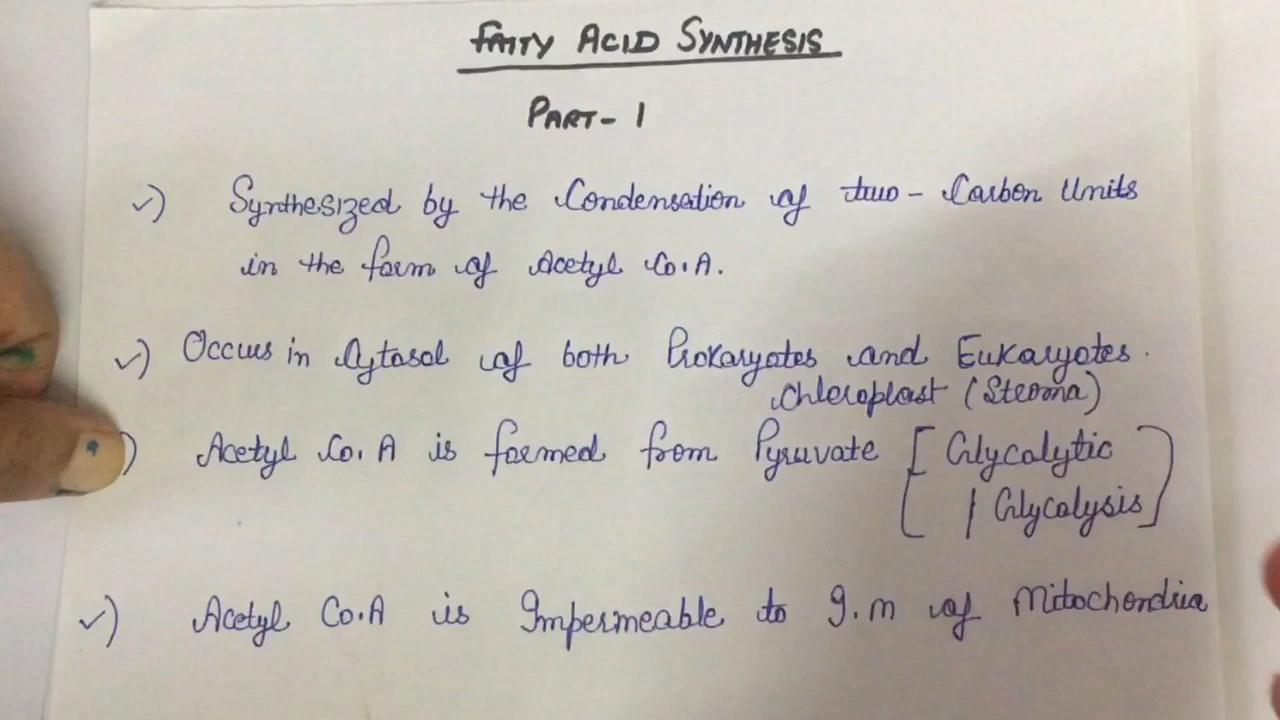 FATTY ACID SYNTHESIS
PART- 1
✓) Synthesized by the Condensation of two - Carbon Units
in the form of Acetyl Co.A.
✓) Occurs in Cytosol of both Prokaryotes and Eukaryotes.
Chloroplast (Stroma)
) Acetyl Co.A is formed from Pyruvate [ Glycolytic
/ Glycolysis ]
✓) Acetyl Co.A is Impermeable to I.m of Mitochondria